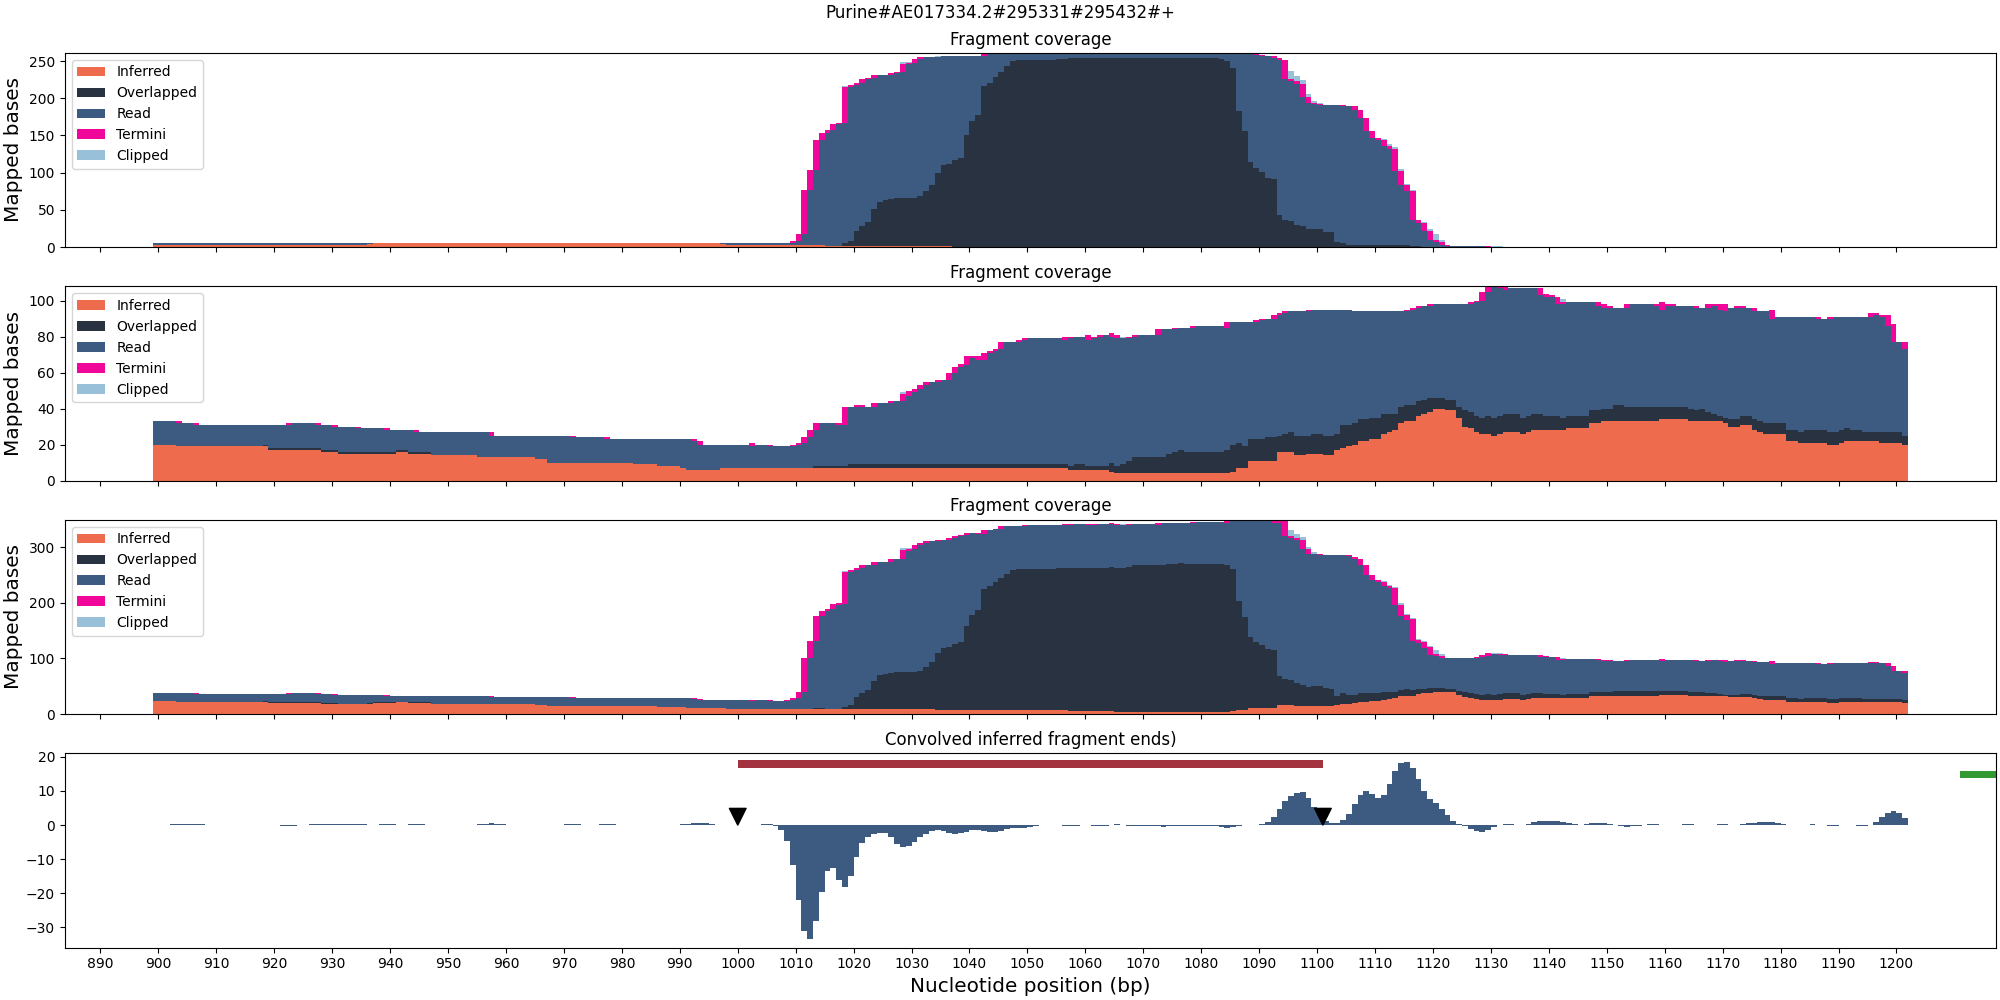 Purine#AE017334.2#295331#295432#+
Fragment coverage
Mapped bases
250
200
150
100
50
0
Inferred
Overlapped
Read
Termini
Clipped
Fragment coverage
Mapped bases
100
80
60
40
20
0
Inferred
Overlapped
Read
Termini
Clipped
Fragment coverage
Mapped bases
300
200
100
0
Inferred
Overlapped
Read
Termini
Clipped
Convolved inferred fragment ends)
20
10
0
−10
−20
−30
890 900 910 920 930 940 950 960 970 980 990 1000 1010 1020 1030 1040 1050 1060 1070 1080 1090 1100 1110 1120 1130 1140 1150 1160 1170 1180 1190 1200
Nucleotide position (bp)